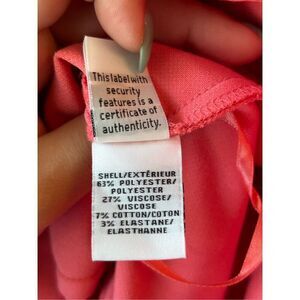 This label with
security
features is a
certificate of
authenticity.
SHELL/EXTÉRIEUR
63% POLYESTER/
POLYESTER
27% VISCOSE/
VISCOSE
7% COTTON/COTON
3% ELASTANE/
ELASTHANNE